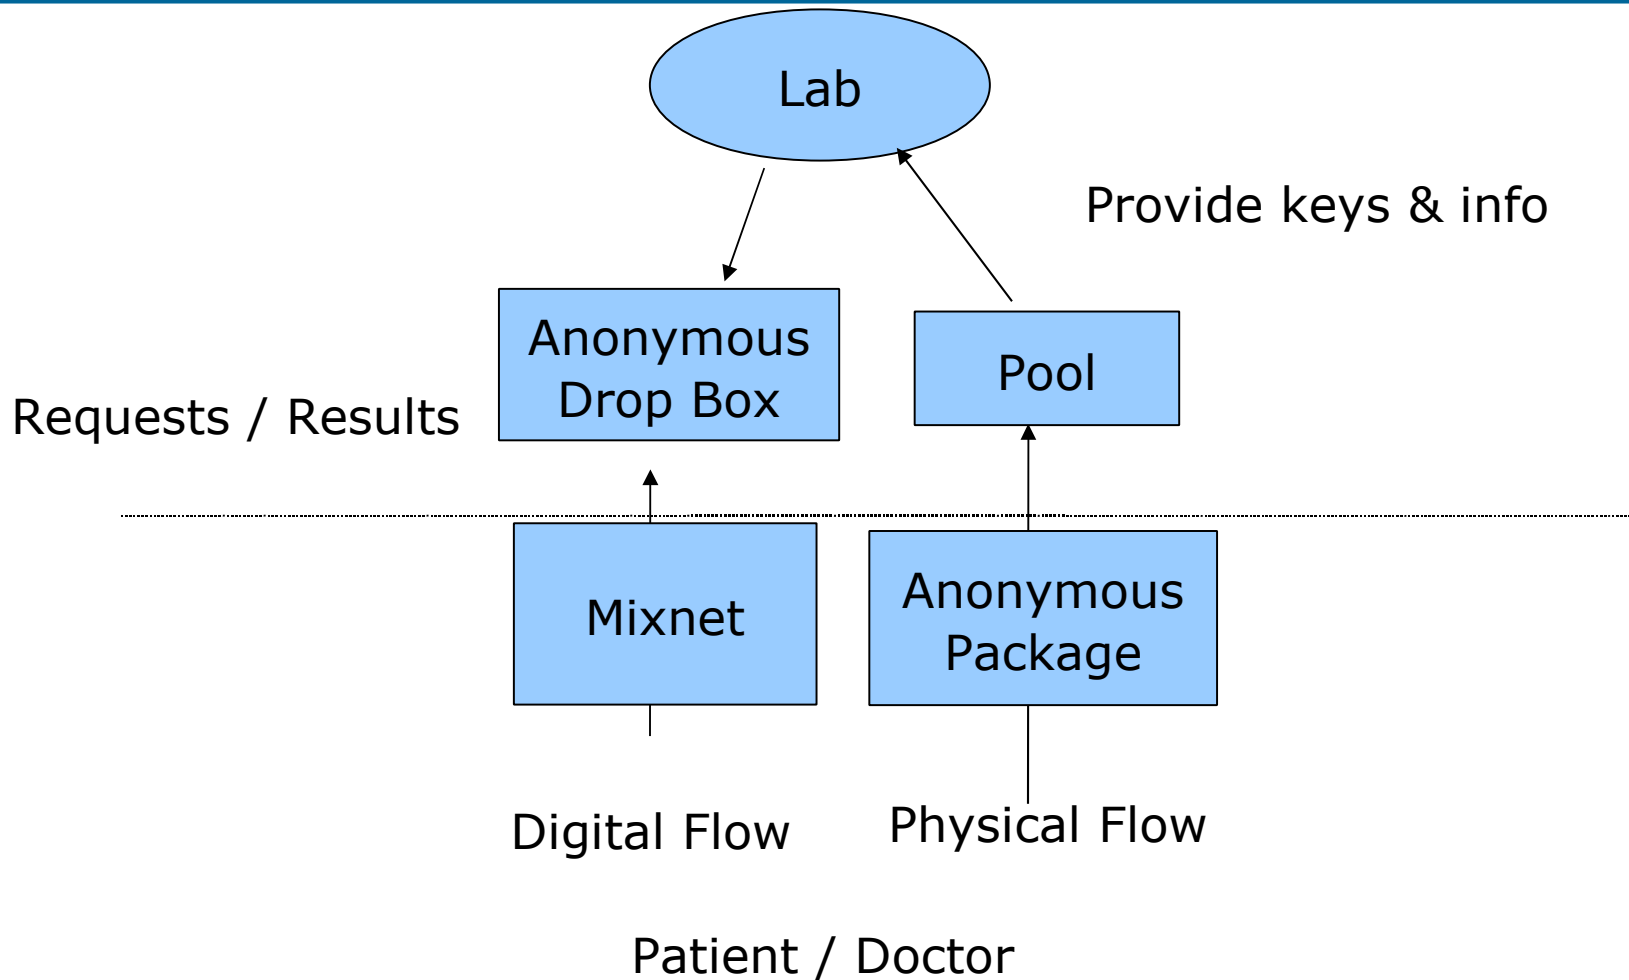 Lab
Provide keys & info
Anonymous
Drop Box
Pool
Requests / Results
Mixnet
Anonymous
Package
Digital Flow
Physical Flow
Patient / Doctor